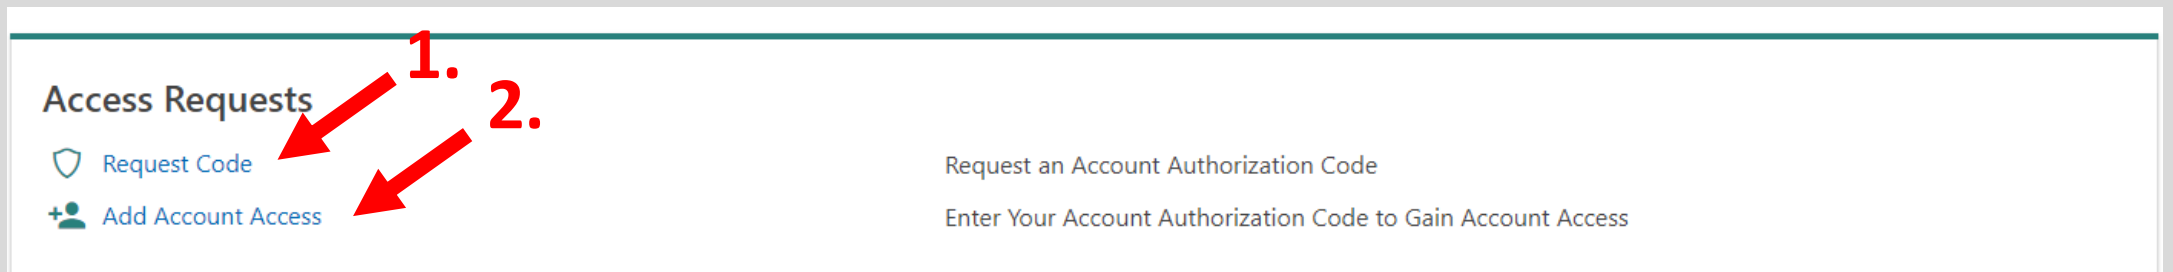 1.
2.
Access Requests
Request Code Request an Account Authorization Code
Add Account Access Enter Your Account Authorization Code to Gain Account Access